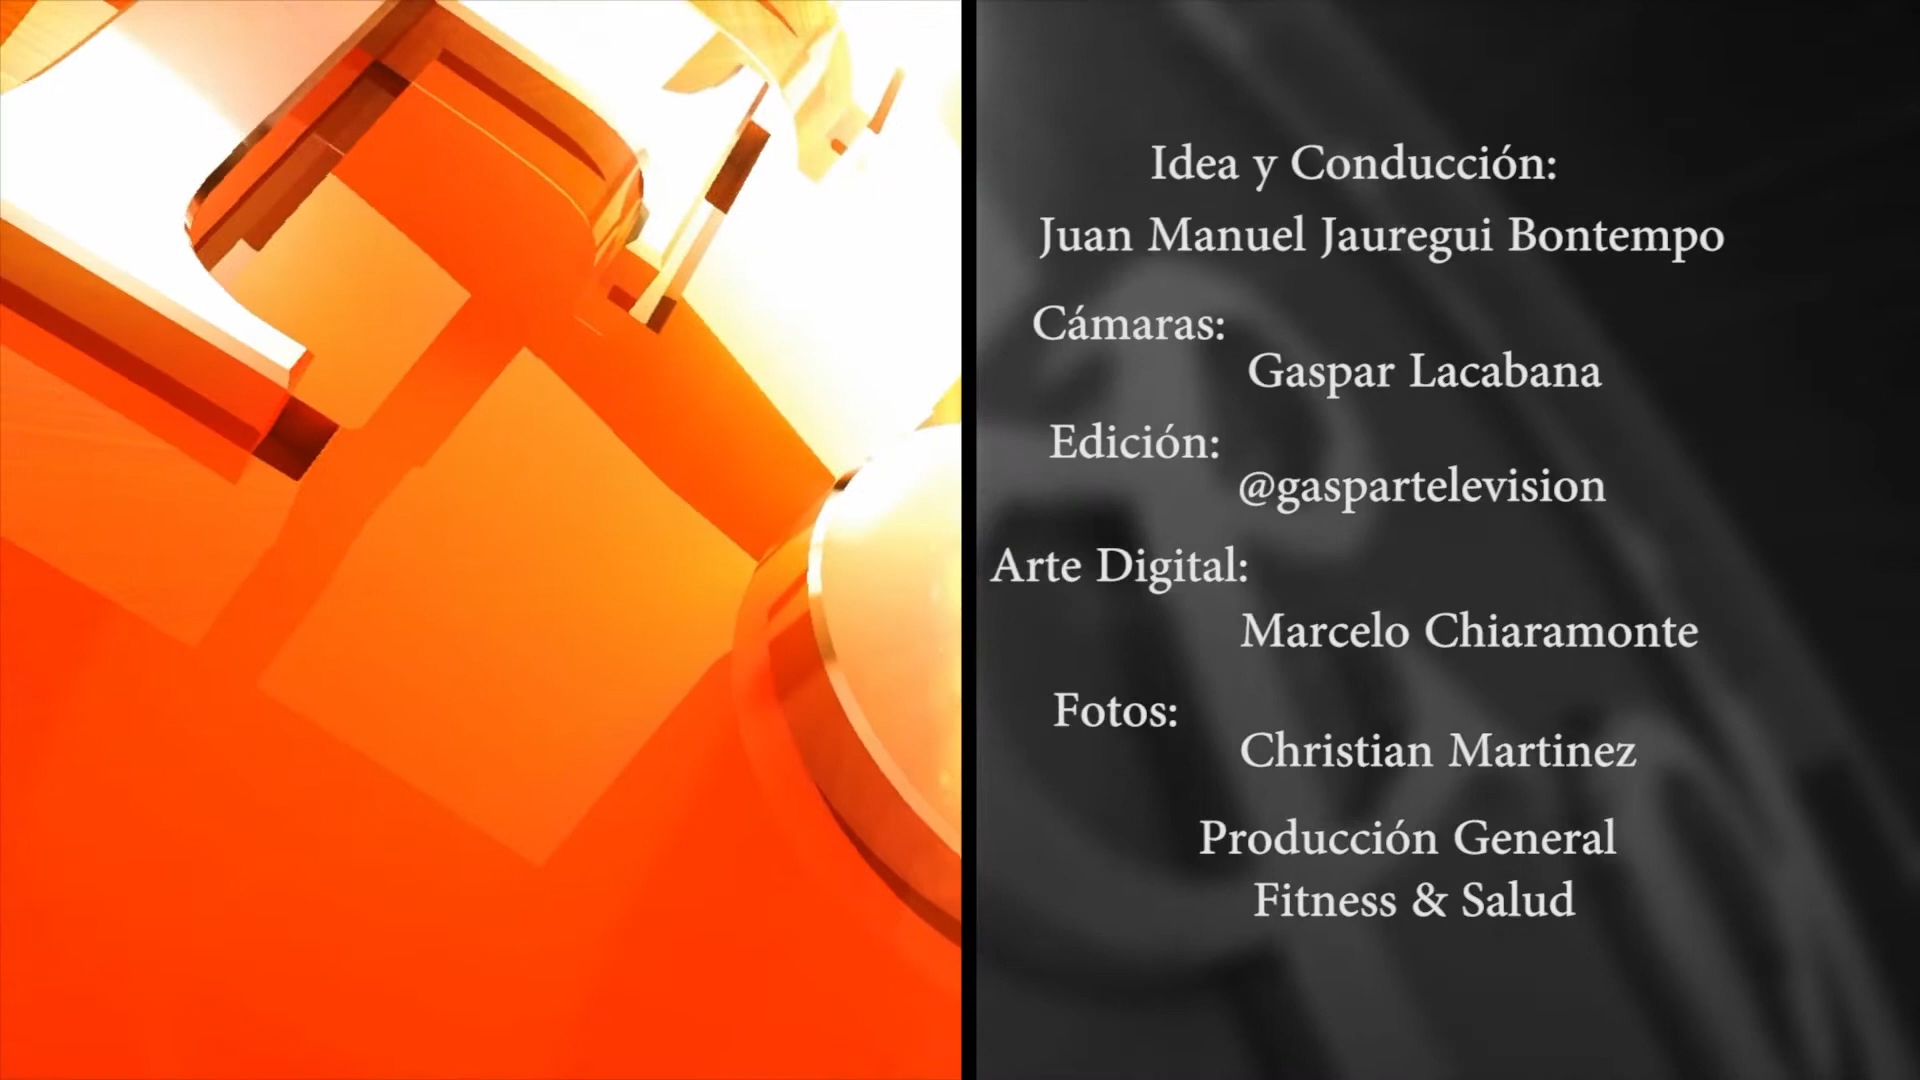 Idea y Conducción:
Juan Manuel Jauregui Bontempo
Cámaras:
Gaspar Lacabana
Edición:
@gaspartelevision
Arte Digital:
Marcelo Chiaramonte
Fotos:
Christian Martinez
Producción General
Fitness & Salud